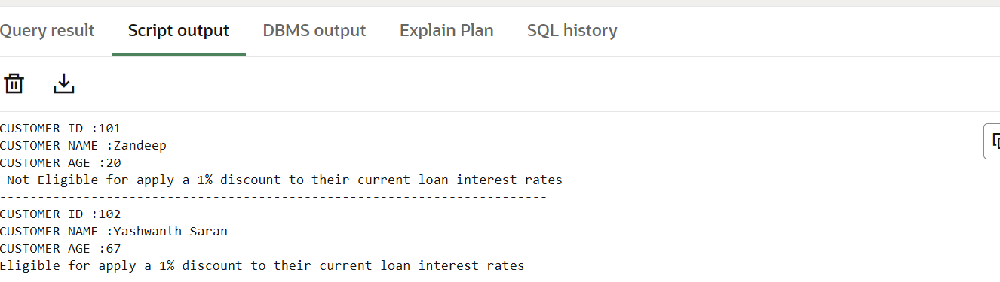 Query result Script output DBMS output Explain Plan SQL history
CUSTOMER ID :101
CUSTOMER NAME :Zandeep
CUSTOMER AGE :20
 Not Eligible for apply a 1% discount to their current loan interest rates
------------------------------------------------------------------------
CUSTOMER ID :102
CUSTOMER NAME :Yashwanth Saran
CUSTOMER AGE :67
Eligible for apply a 1% discount to their current loan interest rates